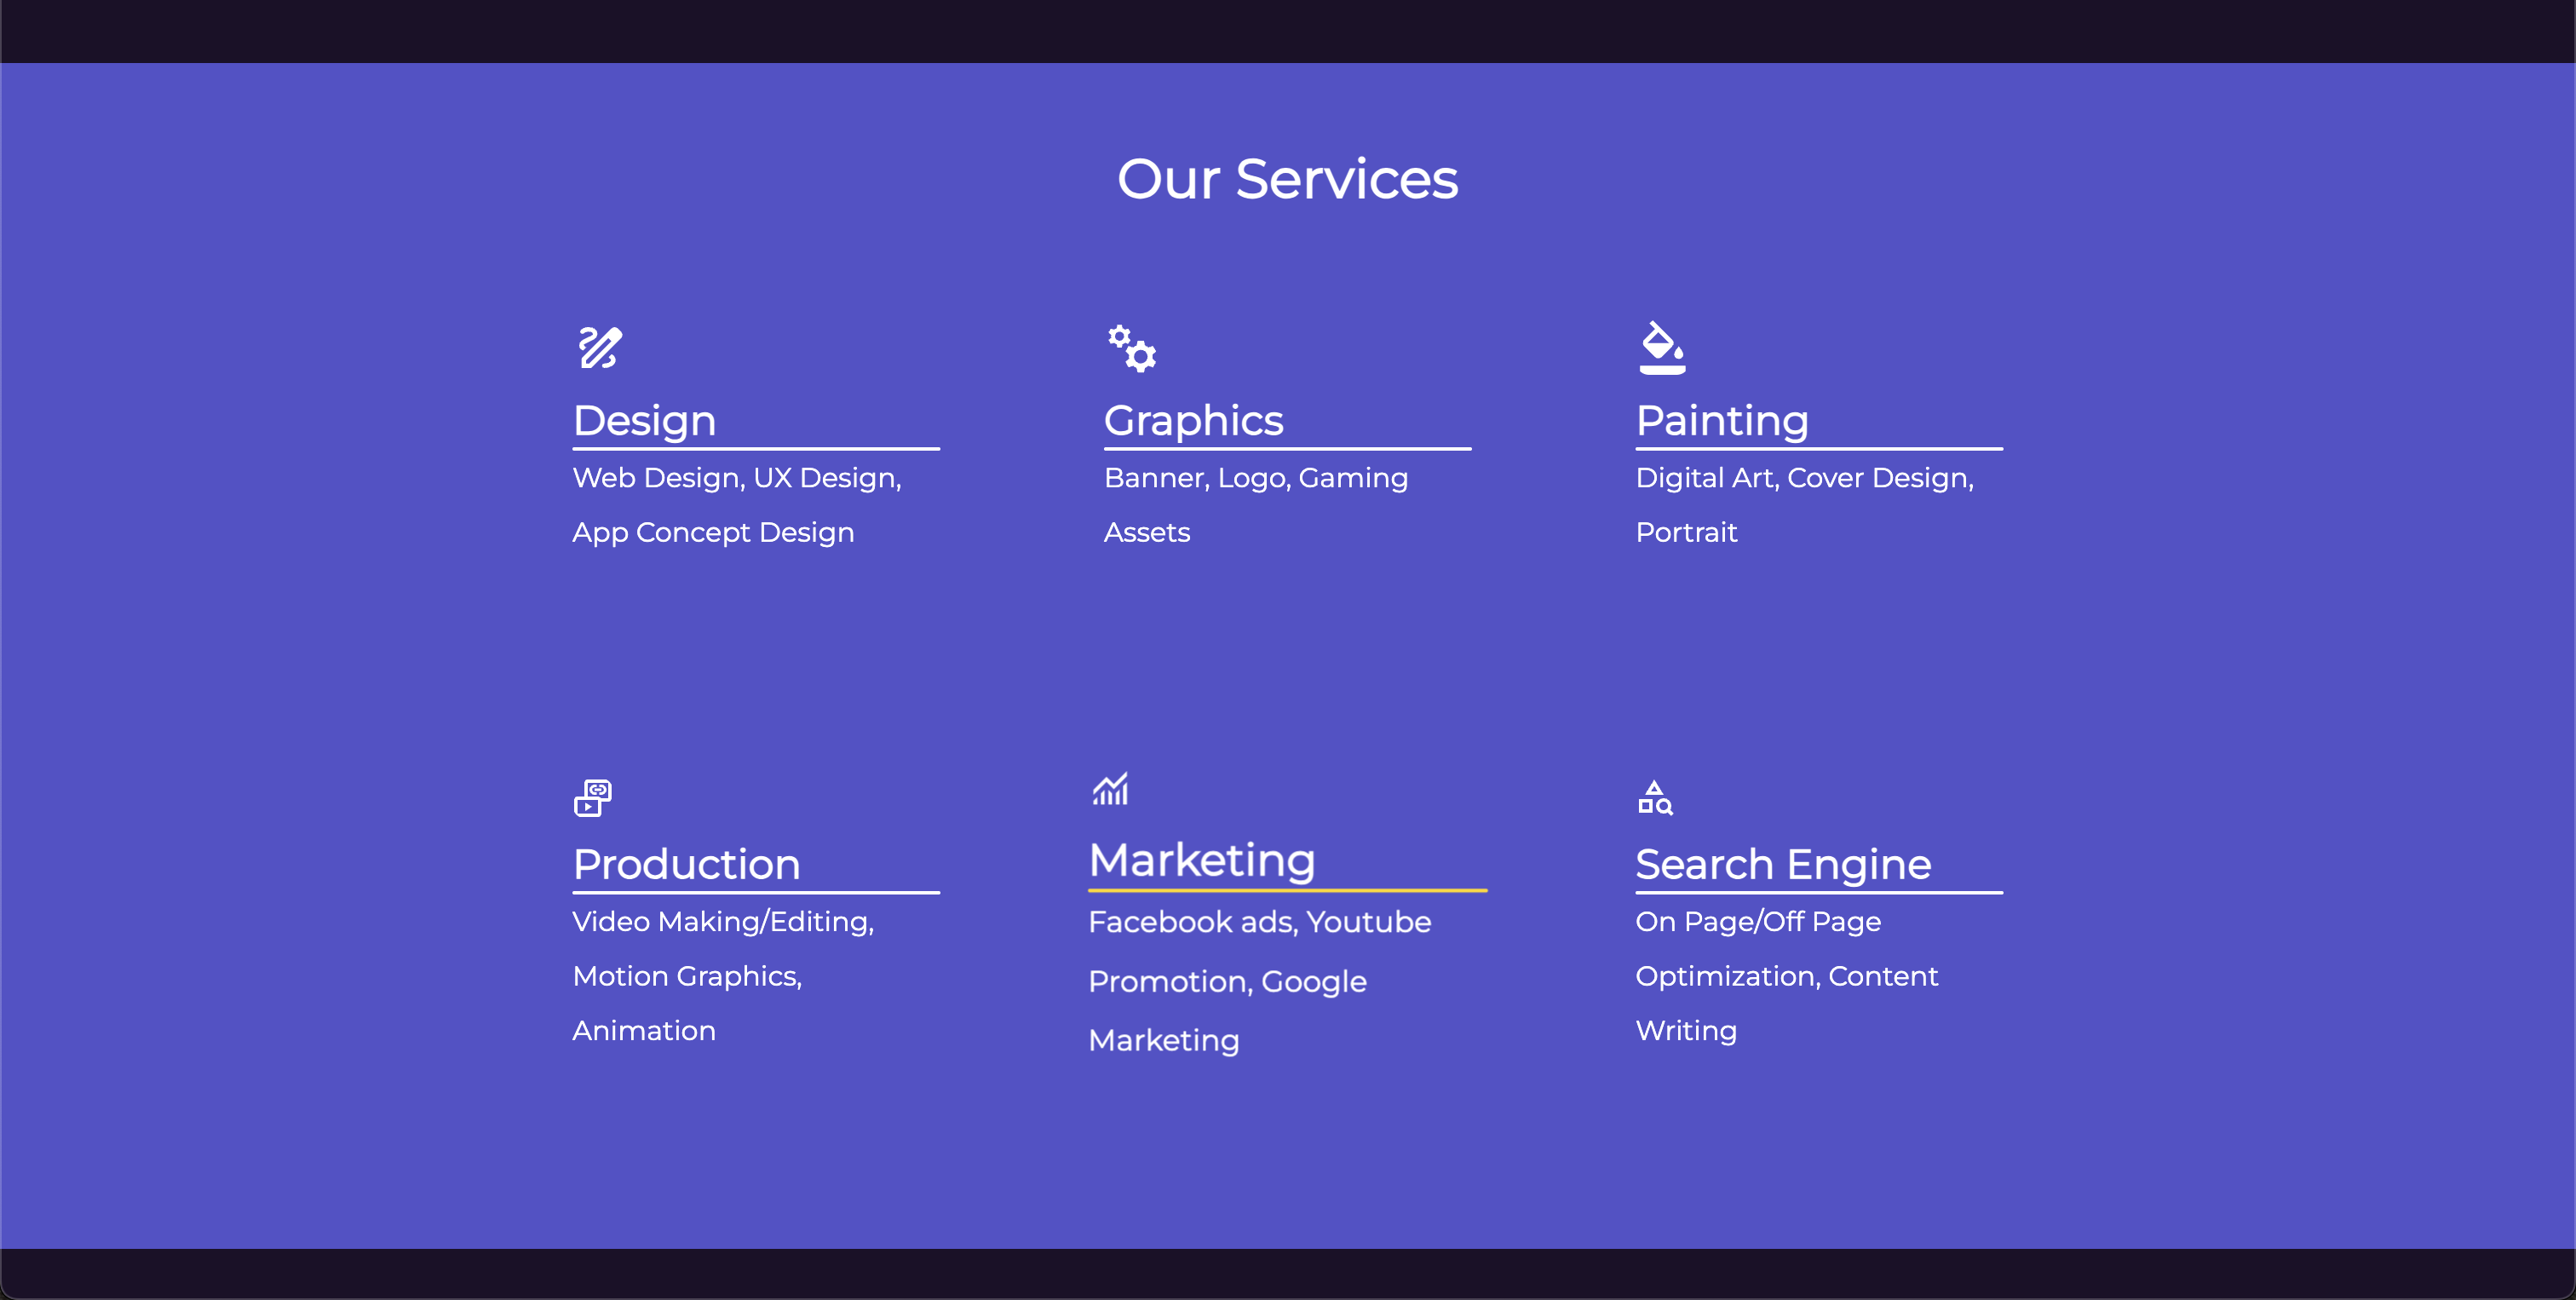 Our Services
Design
Web Design, UX Design,
App Concept Design
Graphics
Banner, Logo, Gaming
Assets
Painting
Digital Art, Cover Design,
Portrait
Production
Video Making/Editing,
Motion Graphics,
Animation
Marketing
Facebook ads, Youtube
Promotion, Google
Marketing
Search Engine
On Page/Off Page
Optimization, Content
Writing